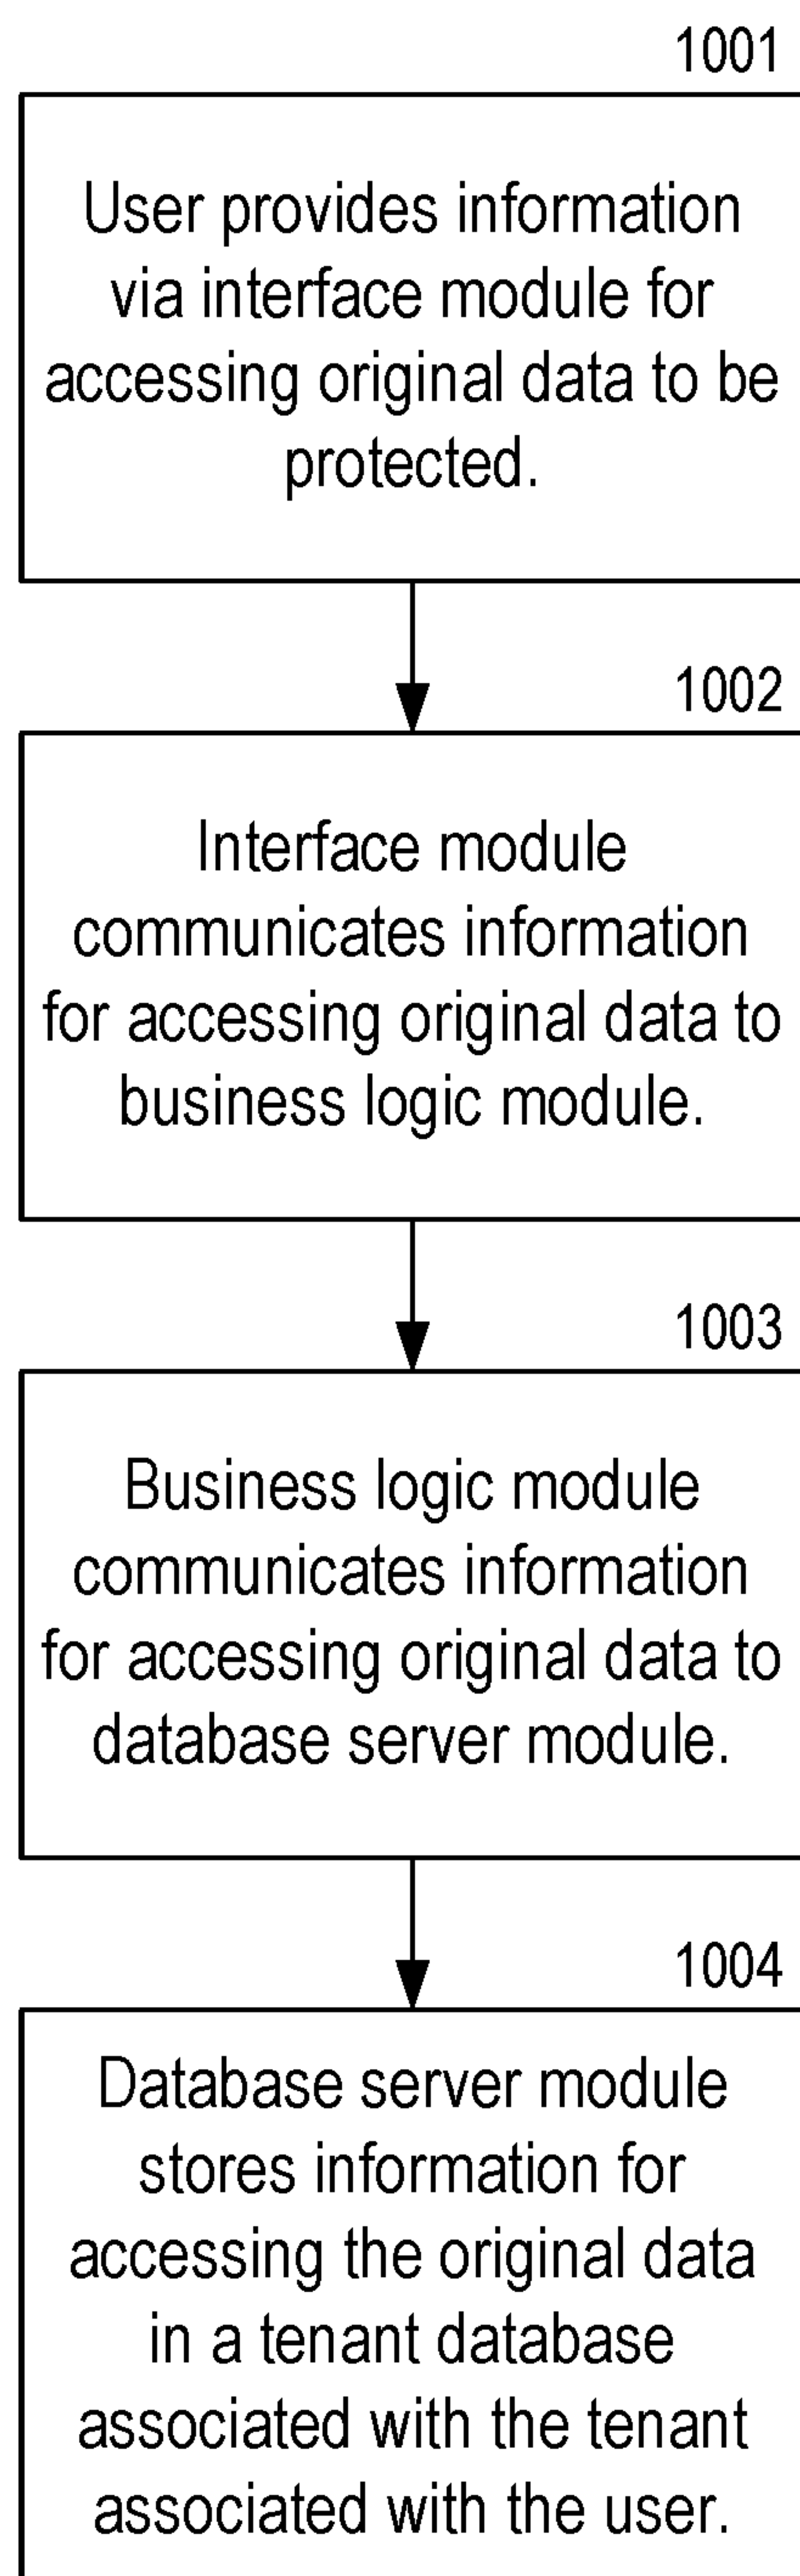 1001
User provides information
via interface module for
accessing original data to be
protected.
1002
Interface module
communicates information
for accessing original data to
business logic module.
1003
Business logic module
communicates information
for accessing original data to
database server module.
1004
Database server module
stores information for
accessing the original data
in a tenant database
associated with the tenant
associated with the user.